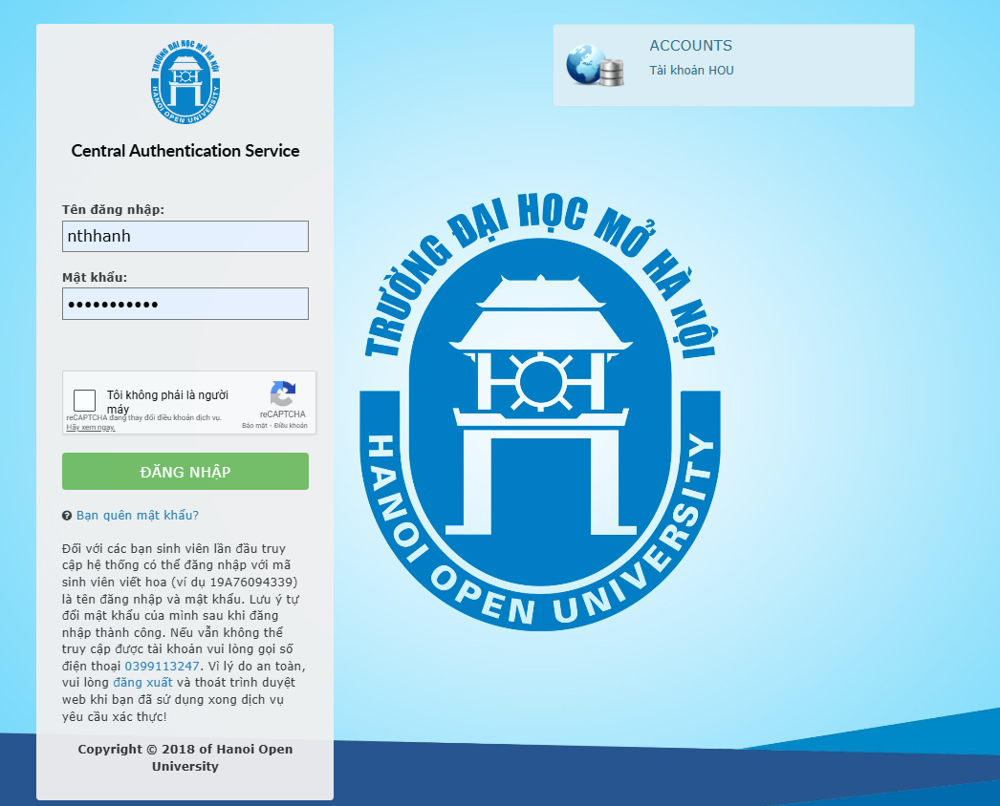 TRƯỜNG ĐẠI HỌC MỞ HÀ NỘI
HANOI OPEN UNIVERSITY
Central Authentication Service
Tên đăng nhập:
nthhanh
Mật khẩu:
•••••••••••
Tôi không phải là người
máy
reCAPTCHA
reCAPTCHA đang thay đổi điều khoản dịch vụ.
Hãy xem ngay.
Bảo mật - Điều khoản
ĐĂNG NHẬP
Bạn quên mật khẩu?
Đối với các bạn sinh viên lần đầu truy
cập hệ thống có thể đăng nhập với mã
sinh viên viết hoa (ví dụ 19A76094339)
là tên đăng nhập và mật khẩu. Lưu ý tự
đổi mật khẩu của mình sau khi đăng
nhập thành công. Nếu vẫn không thể
truy cập được tài khoản vui lòng gọi số
điện thoại 0399113247. Vì lý do an toàn,
vui lòng đăng xuất và thoát trình duyệt
web khi bạn đã sử dụng xong dịch vụ
yêu cầu xác thực!
Copyright © 2018 of Hanoi Open
University
ACCOUNTS
Tài khoản HOU
TRƯỜNG ĐẠI HỌC MỞ HÀ NỘI
HANOI OPEN UNIVERSITY